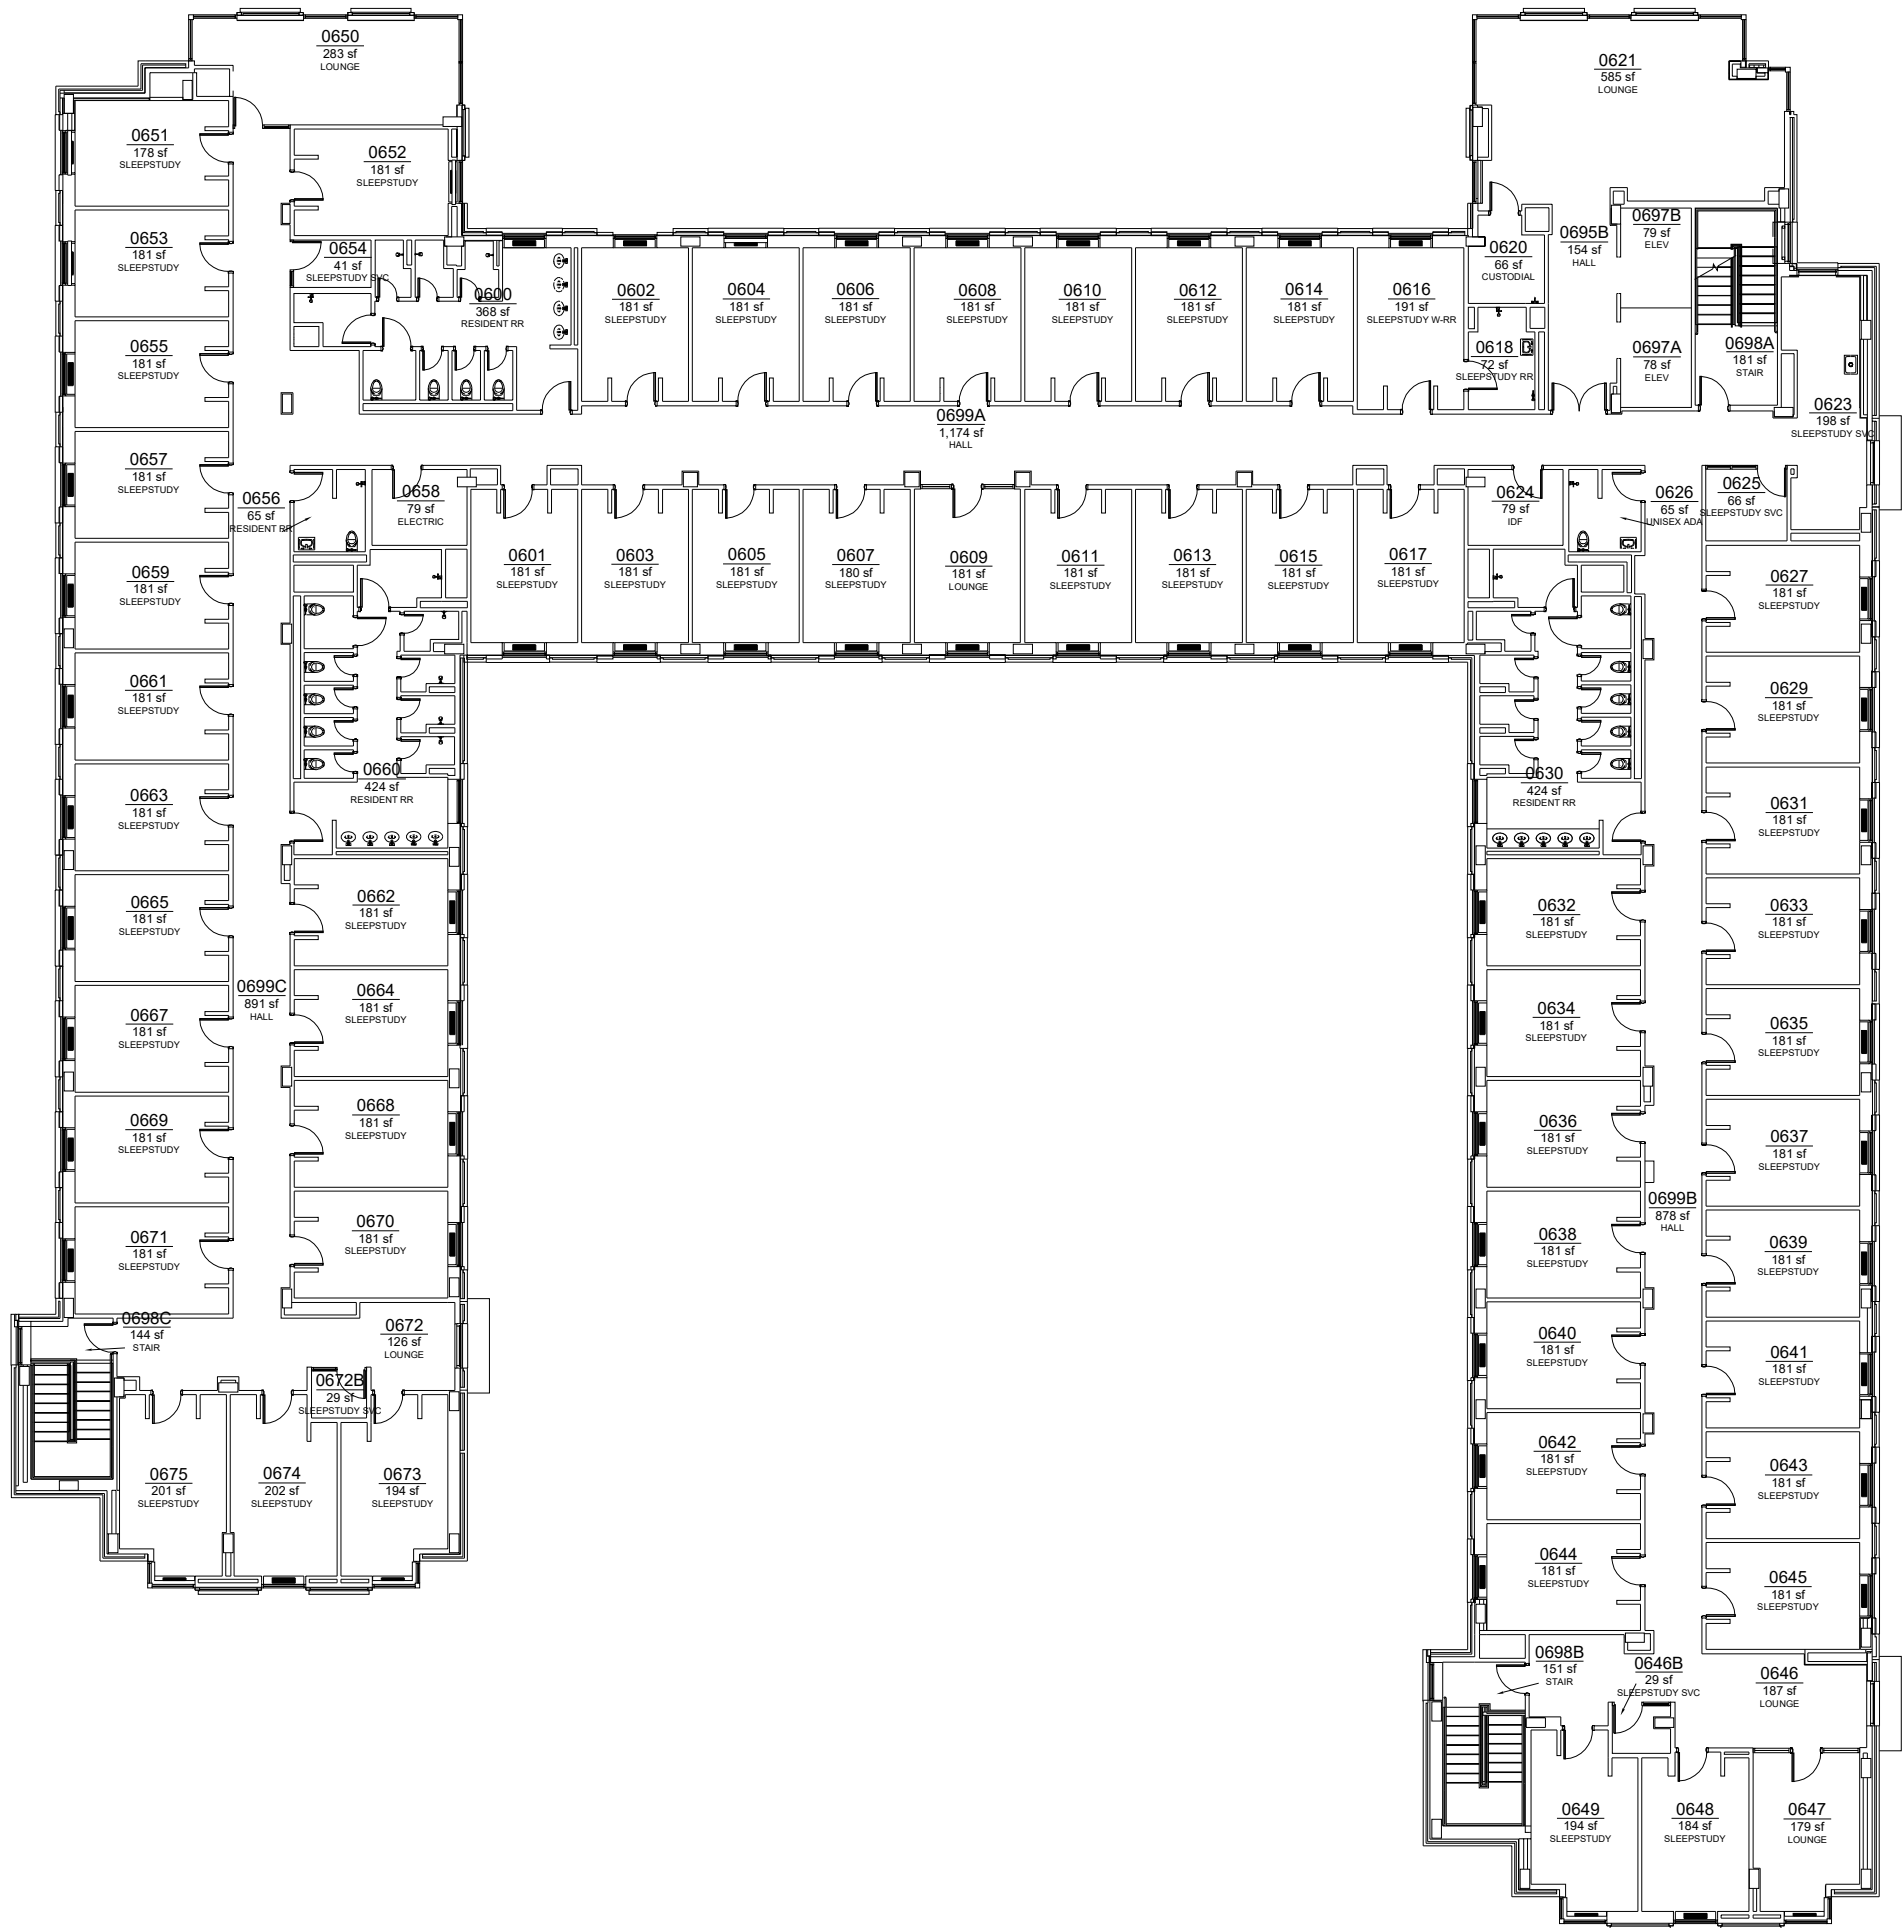 0650
283 sf
LOUNGE
0621
585 sf
LOUNGE
0651
178 sf
SLEEPSTUDY
0652
181 sf
SLEEPSTUDY
0653
181 sf
SLEEPSTUDY
0654
41 sf
SLEEPSTUDY SVC
0600
368 sf
RESIDENT RR
0602
181 sf
SLEEPSTUDY
0604
181 sf
SLEEPSTUDY
0606
181 sf
SLEEPSTUDY
0608
181 sf
SLEEPSTUDY
0610
181 sf
SLEEPSTUDY
0612
181 sf
SLEEPSTUDY
0614
181 sf
SLEEPSTUDY
0616
191 sf
SLEEPSTUDY W-RR
0618
72 sf
SLEEPSTUDY RR
0620
66 sf
CUSTODIAL
0695B
154 sf
HALL
0697B
79 sf
ELEV
0697A
78 sf
ELEV
0698A
181 sf
STAIR
0623
198 sf
SLEEPSTUDY SVC
0655
181 sf
SLEEPSTUDY
0699A
1,174 sf
HALL
0657
181 sf
SLEEPSTUDY
0656
65 sf
RESIDENT RR
0658
79 sf
ELECTRIC
0624
79 sf
IDF
0626
65 sf
UNISEX ADA
0625
66 sf
SLEEPSTUDY SVC
0601
181 sf
SLEEPSTUDY
0603
181 sf
SLEEPSTUDY
0605
181 sf
SLEEPSTUDY
0607
180 sf
SLEEPSTUDY
0609
181 sf
LOUNGE
0611
181 sf
SLEEPSTUDY
0613
181 sf
SLEEPSTUDY
0615
181 sf
SLEEPSTUDY
0617
181 sf
SLEEPSTUDY
0659
181 sf
SLEEPSTUDY
0627
181 sf
SLEEPSTUDY
0661
181 sf
SLEEPSTUDY
0629
181 sf
SLEEPSTUDY
0663
181 sf
SLEEPSTUDY
0660
424 sf
RESIDENT RR
0630
424 sf
RESIDENT RR
0631
181 sf
SLEEPSTUDY
0665
181 sf
SLEEPSTUDY
0662
181 sf
SLEEPSTUDY
0632
181 sf
SLEEPSTUDY
0633
181 sf
SLEEPSTUDY
0667
181 sf
SLEEPSTUDY
0699C
891 sf
HALL
0664
181 sf
SLEEPSTUDY
0634
181 sf
SLEEPSTUDY
0635
181 sf
SLEEPSTUDY
0669
181 sf
SLEEPSTUDY
0668
181 sf
SLEEPSTUDY
0636
181 sf
SLEEPSTUDY
0637
181 sf
SLEEPSTUDY
0699B
878 sf
HALL
0671
181 sf
SLEEPSTUDY
0670
181 sf
SLEEPSTUDY
0638
181 sf
SLEEPSTUDY
0639
181 sf
SLEEPSTUDY
0698C
144 sf
STAIR
0672
126 sf
LOUNGE
0640
181 sf
SLEEPSTUDY
0641
181 sf
SLEEPSTUDY
0672B
29 sf
SLEEPSTUDY SVC
0675
201 sf
SLEEPSTUDY
0674
202 sf
SLEEPSTUDY
0673
194 sf
SLEEPSTUDY
0642
181 sf
SLEEPSTUDY
0643
181 sf
SLEEPSTUDY
0644
181 sf
SLEEPSTUDY
0645
181 sf
SLEEPSTUDY
0698B
151 sf
STAIR
0646B
29 sf
SLEEPSTUDY SVC
0646
187 sf
LOUNGE
0649
194 sf
SLEEPSTUDY
0648
184 sf
SLEEPSTUDY
0647
179 sf
LOUNGE